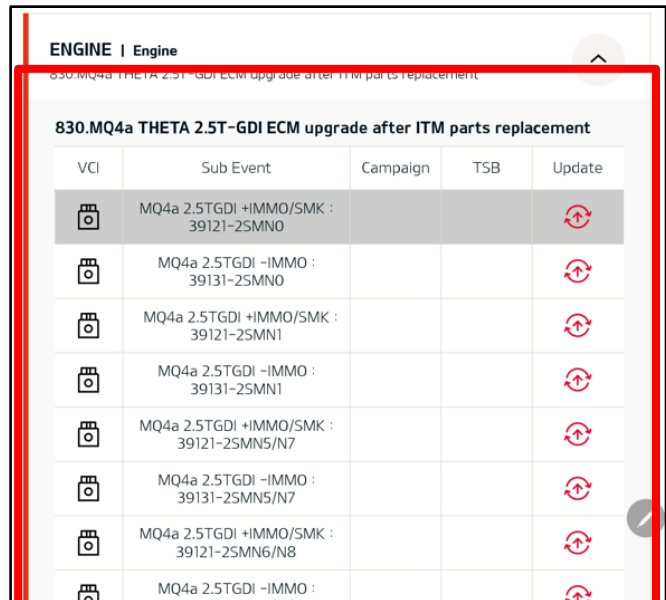 ENGINE | Engine
830.MQ4a THETA 2.5T-GDI ECM upgrade after ITM parts replacement
830.MQ4a THETA 2.5T-GDI ECM upgrade after ITM parts replacement
VCI Sub Event Campaign TSB Update
MQ4a 2.5TGDI +IMMO/SMK :
39121-2SMN0
MQ4a 2.5TGDI -IMMO :
39131-2SMN0
MQ4a 2.5TGDI +IMMO/SMK :
39121-2SMN1
MQ4a 2.5TGDI -IMMO :
39131-2SMN1
MQ4a 2.5TGDI +IMMO/SMK :
39121-2SMN5/N7
MQ4a 2.5TGDI -IMMO :
39131-2SMN5/N7
MQ4a 2.5TGDI +IMMO/SMK :
39121-2SMN6/N8
MQ4a 2.5TGDI -IMMO :